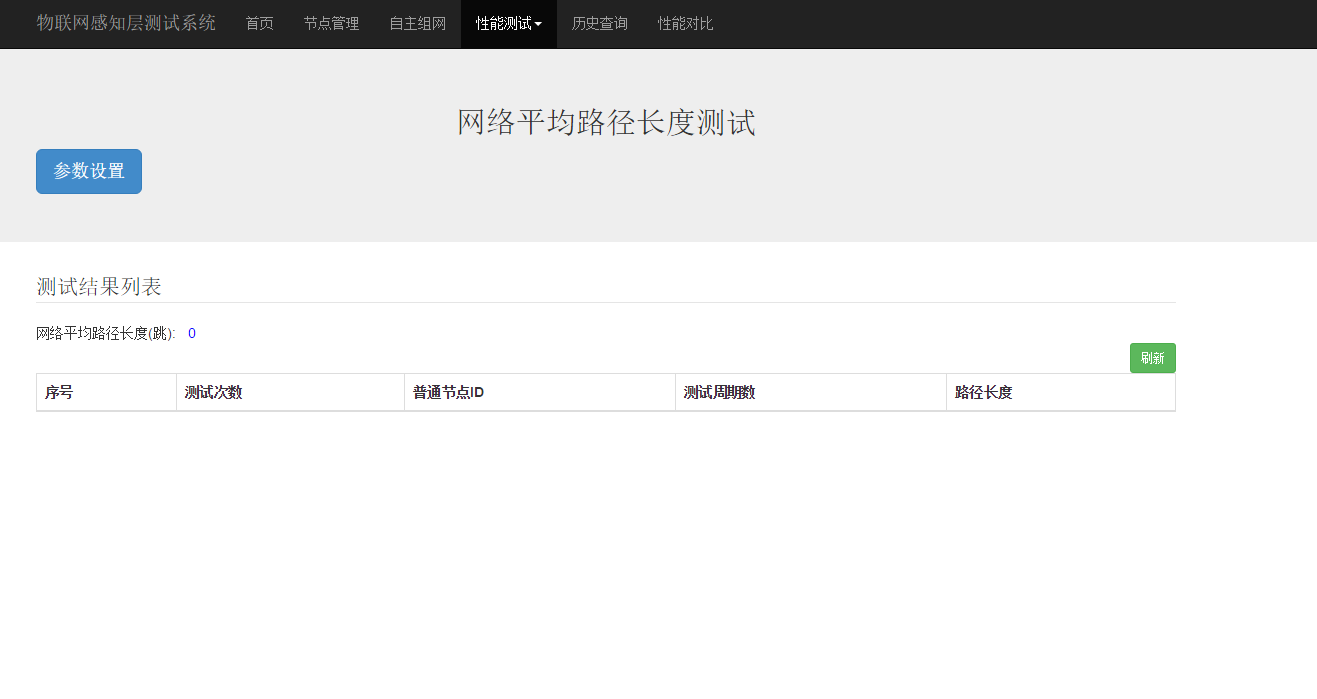 物联网感知层测试系统 首页 节点管理 自主组网 性能测试 历史查询 性能对比
网络平均路径长度测试
参数设置
测试结果列表
网络平均路径长度(跳): 0
刷新
序号 测试次数 普通节点ID 测试周期数 路径长度